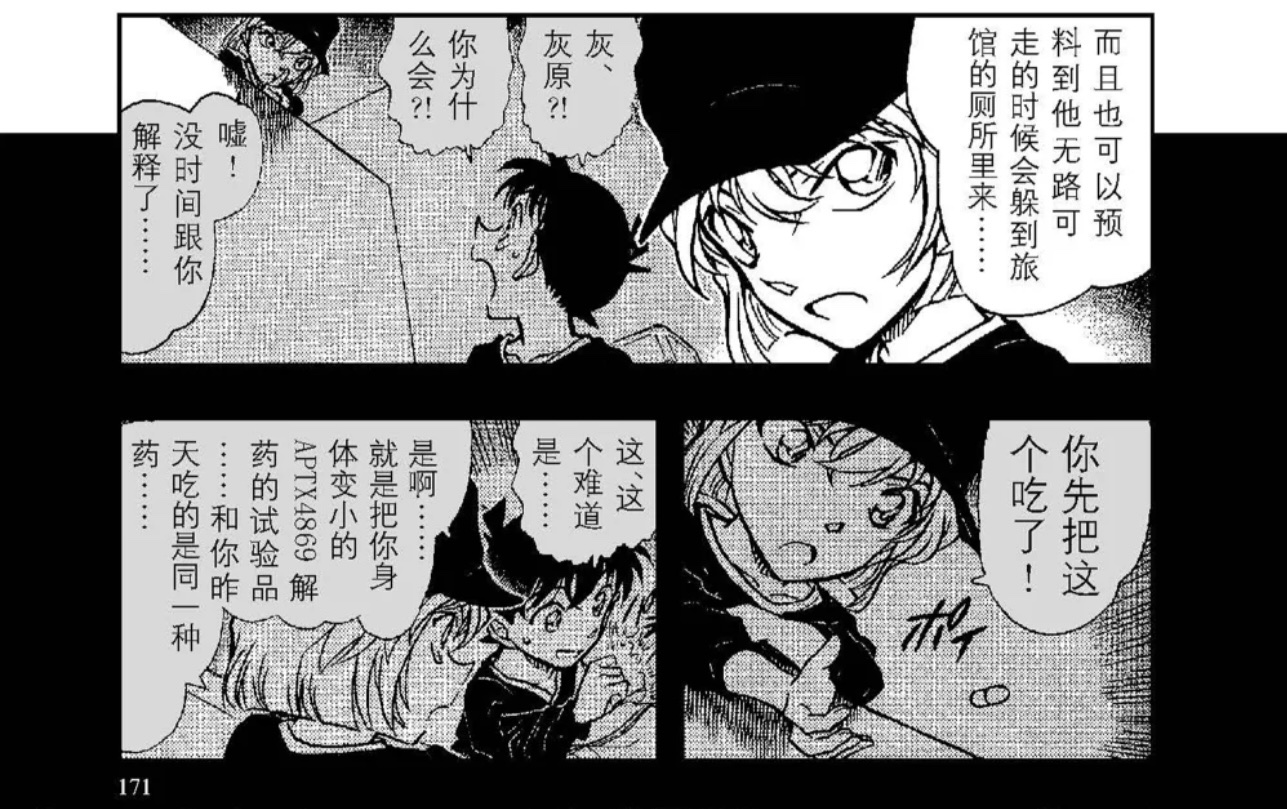 而且也可以预
料到他无路可
走的时候会躲到旅
馆的厕所里来……
灰、
灰原?!
你为什
么会?!
嘘！
没时间跟你
解释了……
你先把这
个吃了！
ポイ
这、这
个难道
是……
是啊……
就是把你身
体变小的
APTX4869 解
药的试验品
……和你昨
天吃的是同一种
药……
171